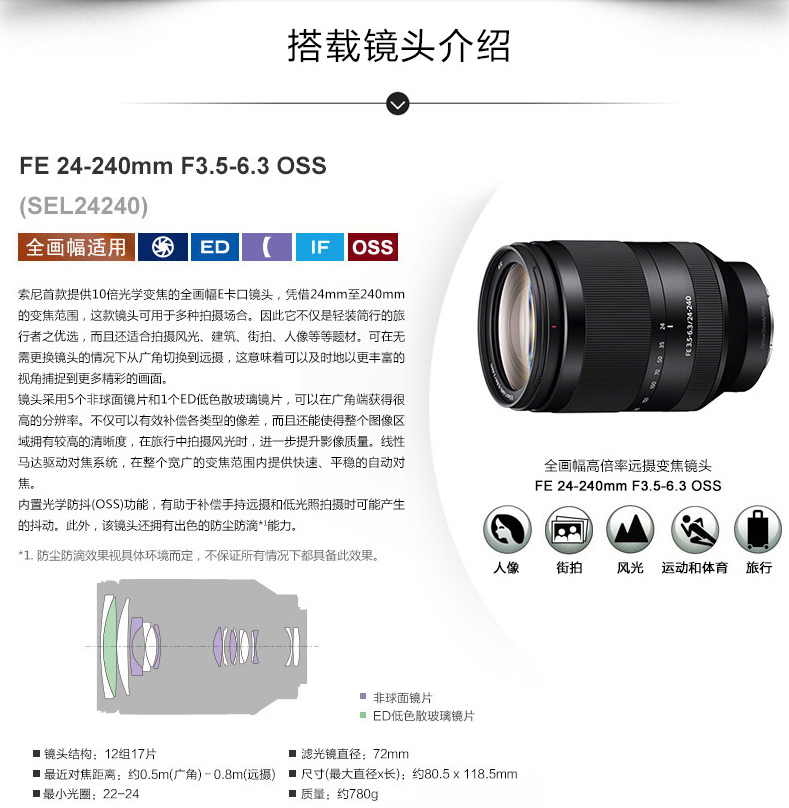 搭载镜头介绍
FE 24-240mm F3.5-6.3 OSS
(SEL24240)
全画幅适用 ED IF OSS
索尼首款提供10倍光学变焦的全画幅E卡口镜头，凭借24mm至240mm
的变焦范围，这款镜头可用于多种拍摄场合。因此它不仅是轻装简行的旅
行者之优选，而且还适合拍摄风光、建筑、街拍、人像等等题材。可在无
需更换镜头的情况下从广角切换到远摄，这意味着可以及时地以更丰富的
视角捕捉到更多精彩的画面。
镜头采用5个非球面镜片和1个ED低色散玻璃镜片，可以在广角端获得很
高的分辨率。不仅可以有效补偿各类型的像差，而且还能使得整个图像区
域拥有较高的清晰度，在旅行中拍摄风光时，进一步提升影像质量。线性
马达驱动对焦系统，在整个宽广的变焦范围内提供快速、平稳的自动对
焦。
内置光学防抖(OSS)功能，有助于补偿手持远摄和低光照拍摄时可能产生
的抖动。此外，该镜头还拥有出色的防尘防滴*¹能力。
*1. 防尘防滴效果视具体环境而定，不保证所有情况下都具备此效果。
FE 3.5-6.3/24-240
24 35 50 70 100
全画幅高倍率远摄变焦镜头
FE 24-240mm F3.5-6.3 OSS
人像 街拍 风光 运动和体育 旅行
非球面镜片
ED低色散玻璃镜片
镜头结构：12组17片
最近对焦距离：约0.5m(广角)－0.8m(远摄)
最小光圈：22-24
滤光镜直径：72mm
尺寸(最大直径x长)：约80.5 x 118.5mm
质量：约780g